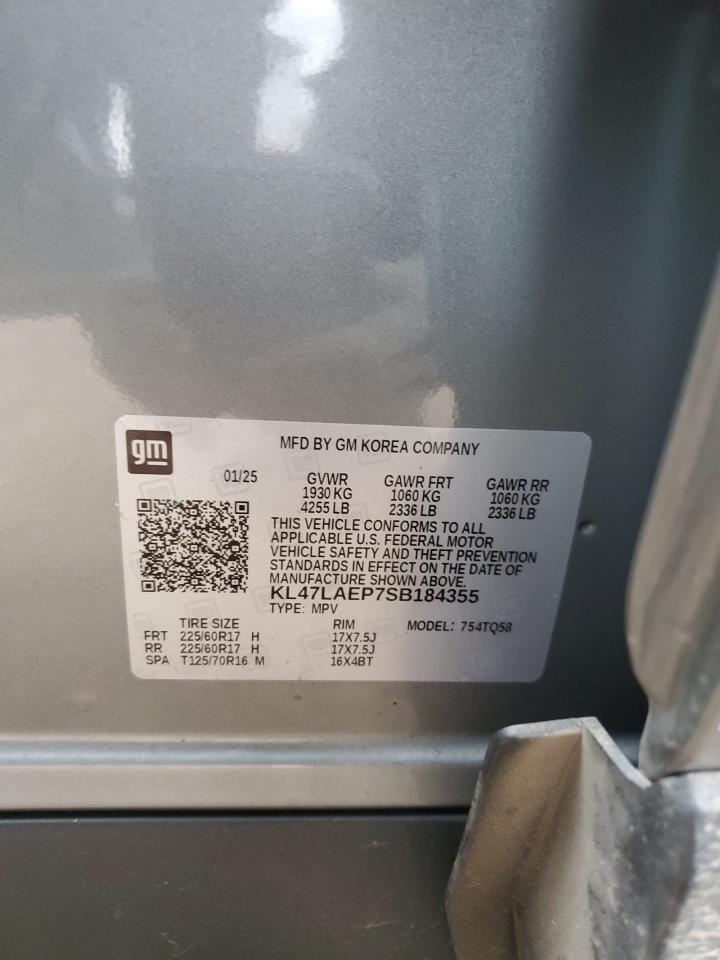 gm
MFD BY GM KOREA COMPANY
01/25 GVWR GAWR FRT GAWR RR
1930 KG 1060 KG 1060 KG
4255 LB 2336 LB 2336 LB
THIS VEHICLE CONFORMS TO ALL
APPLICABLE U.S. FEDERAL MOTOR
VEHICLE SAFETY AND THEFT PREVENTION
STANDARDS IN EFFECT ON THE DATE OF
MANUFACTURE SHOWN ABOVE.
KL47LAEP7SB184355
TYPE: MPV
TIRE SIZE RIM MODEL: 754TQ58
FRT 225/60R17 H 17X7.5J
RR 225/60R17 H 17X7.5J
SPA T125/70R16 M 16X4BT